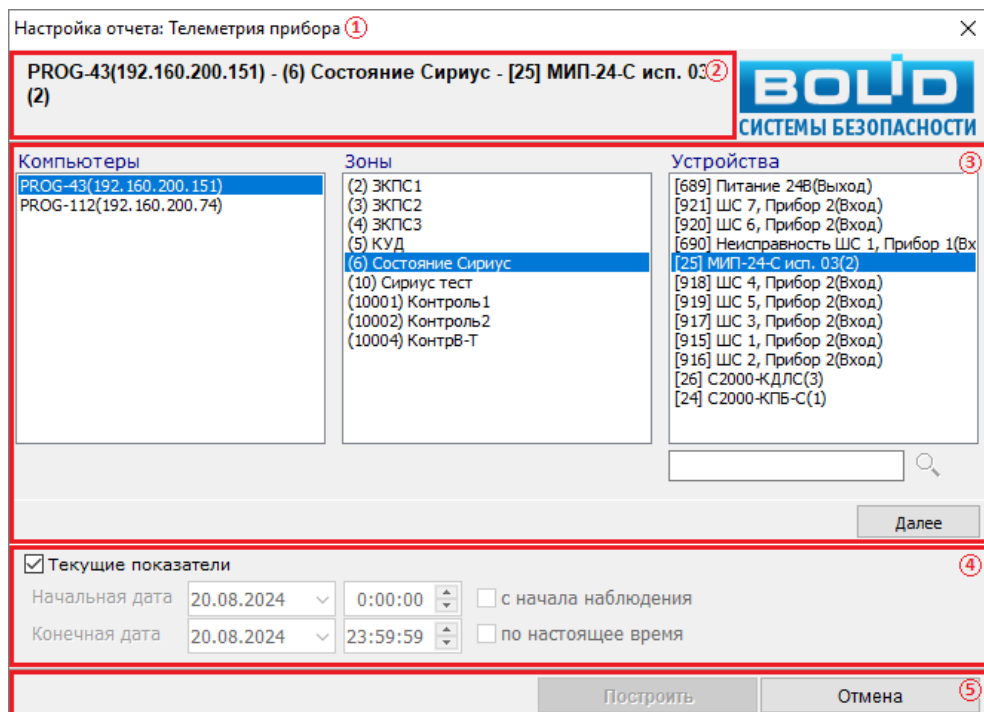 Настройка отчета: Телеметрия прибора ①
PROG-43(192.160.200.151) - (6) Состояние Сириус - [25] МИП-24-С исп. 03 ②
(2)
BOLID
СИСТЕМЫ БЕЗОПАСНОСТИ
Компьютеры
PROG-43(192.160.200.151)
PROG-112(192.160.200.74)
Зоны
(2) ЗКПС1
(3) ЗКПС2
(4) ЗКПС3
(5) КУД
(6) Состояние Сириус
(10) Сириус тест
(10001) Контроль1
(10002) Контроль2
(10004) КонтрВ-Т
Устройства ③
[689] Питание 24В(Выход)
[921] ШС 7, Прибор 2(Вход)
[920] ШС 6, Прибор 2(Вход)
[690] Неисправность ШС 1, Прибор 1(Вх
[25] МИП-24-С исп. 03(2)
[918] ШС 4, Прибор 2(Вход)
[919] ШС 5, Прибор 2(Вход)
[917] ШС 3, Прибор 2(Вход)
[915] ШС 1, Прибор 2(Вход)
[916] ШС 2, Прибор 2(Вход)
[26] С2000-КДЛС(3)
[24] С2000-КПБ-С(1)
Далее
Текущие показатели ④
Начальная дата 20.08.2024 0:00:00 с начала наблюдения
Конечная дата 20.08.2024 23:59:59 по настоящее время
Построить Отмена ⑤